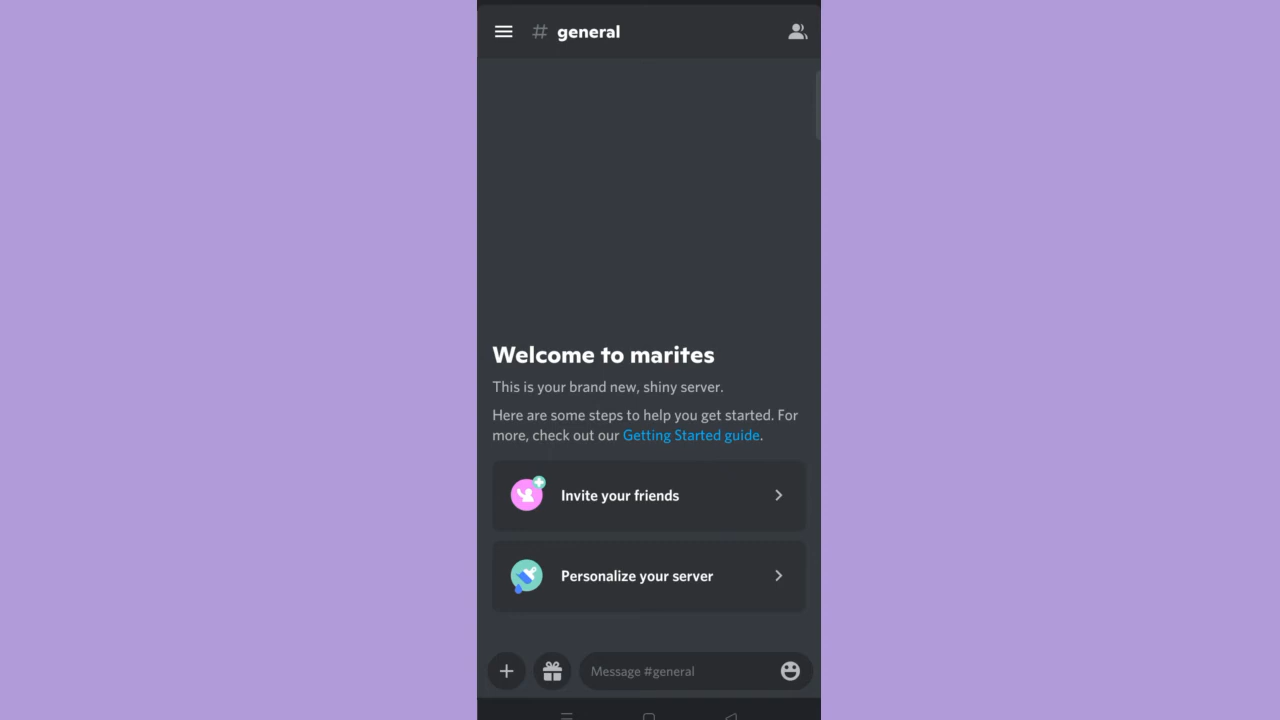 # general
Welcome to marites
This is your brand new, shiny server.
Here are some steps to help you get started. For
more, check out our Getting Started guide.
Invite your friends
Personalize your server
Message #general